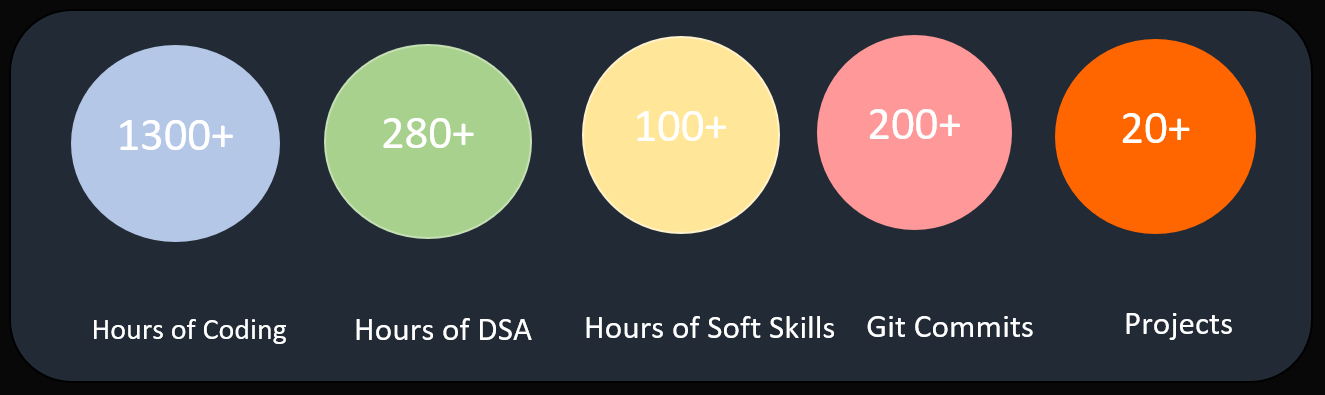 1300+
280+
100+
200+
20+
Hours of Coding
Hours of DSA
Hours of Soft Skills
Git Commits
Projects